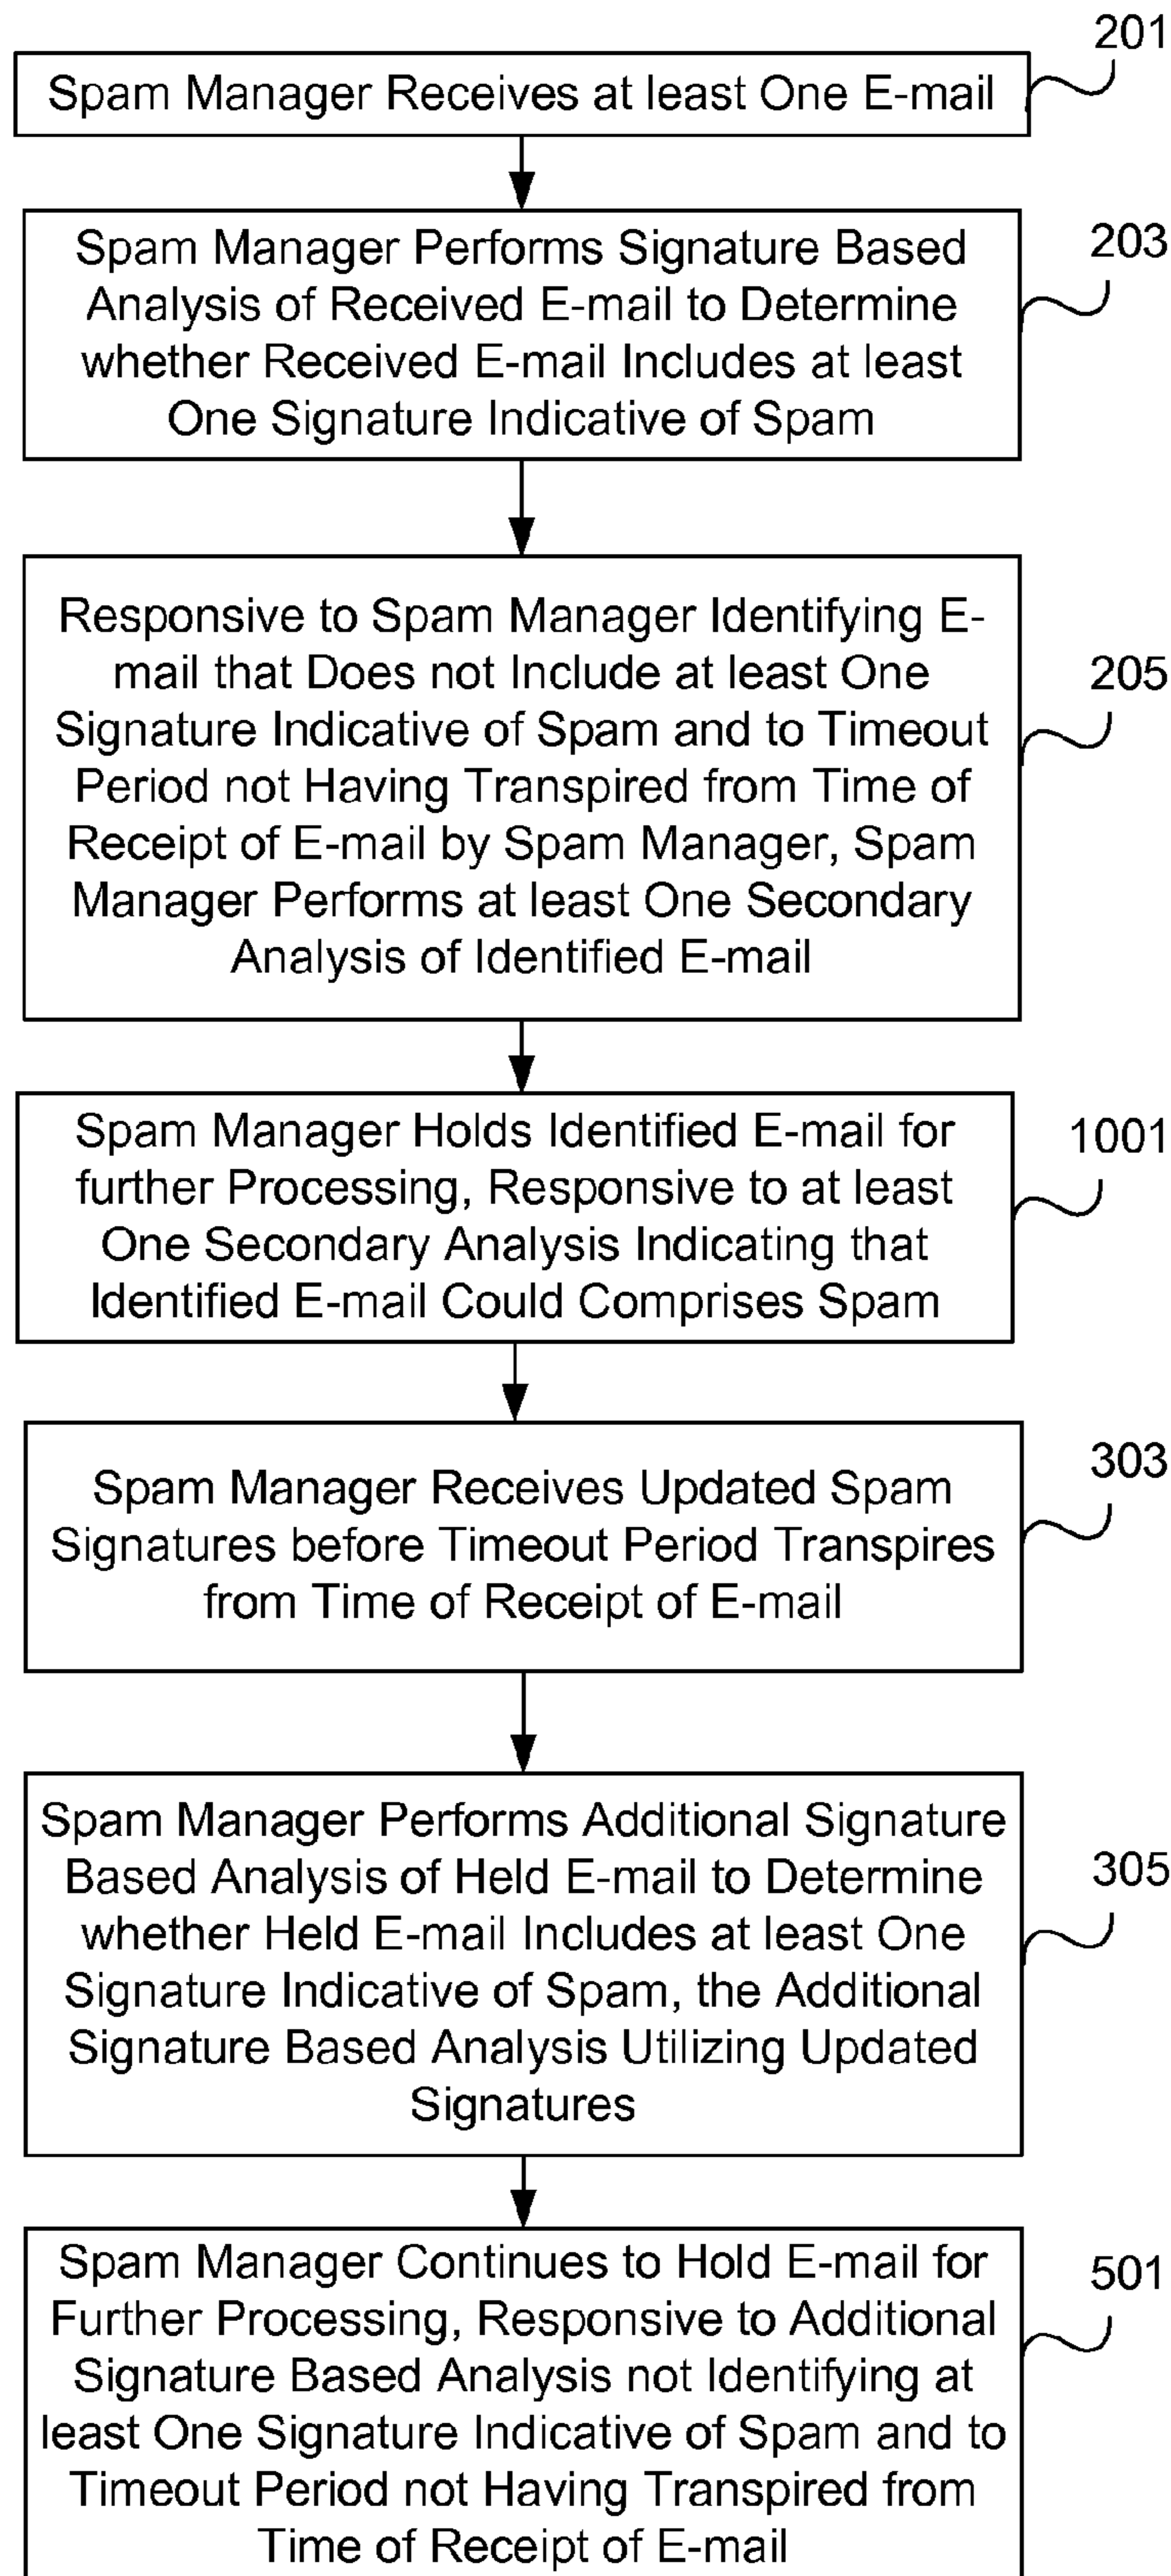 201
Spam Manager Receives at least One E-mail
203
Spam Manager Performs Signature Based
Analysis of Received E-mail to Determine
whether Received E-mail Includes at least
One Signature Indicative of Spam
205
Responsive to Spam Manager Identifying E-
mail that Does not Include at least One
Signature Indicative of Spam and to Timeout
Period not Having Transpired from Time of
Receipt of E-mail by Spam Manager, Spam
Manager Performs at least One Secondary
Analysis of Identified E-mail
1001
Spam Manager Holds Identified E-mail for
further Processing, Responsive to at least
One Secondary Analysis Indicating that
Identified E-mail Could Comprises Spam
303
Spam Manager Receives Updated Spam
Signatures before Timeout Period Transpires
from Time of Receipt of E-mail
305
Spam Manager Performs Additional Signature
Based Analysis of Held E-mail to Determine
whether Held E-mail Includes at least One
Signature Indicative of Spam, the Additional
Signature Based Analysis Utilizing Updated
Signatures
501
Spam Manager Continues to Hold E-mail for
Further Processing, Responsive to Additional
Signature Based Analysis not Identifying at
least One Signature Indicative of Spam and to
Timeout Period not Having Transpired from
Time of Receipt of E-mail